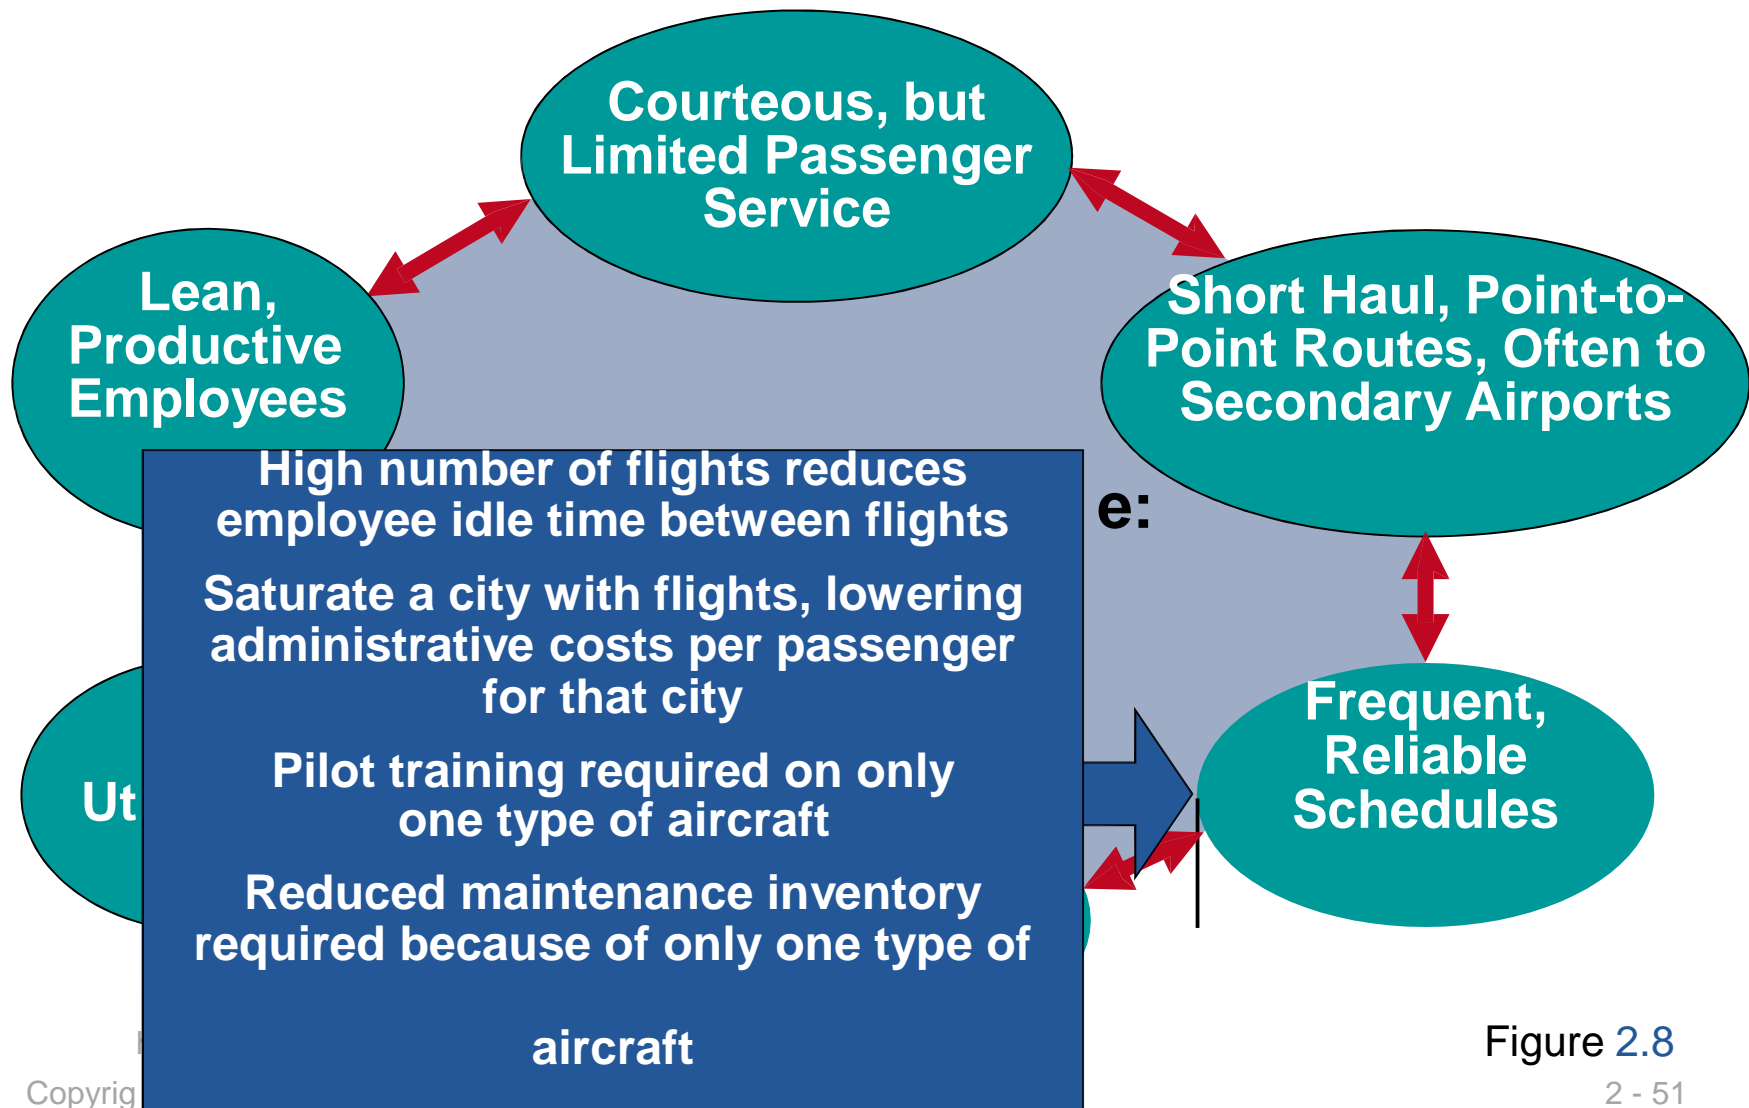 Courteous, but
Limited Passenger
Service
Lean,
Productive
Employees
Short Haul, Point-to-
Point Routes, Often to
Secondary Airports
High number of flights reduces
employee idle time between flights
e:
Saturate a city with flights, lowering
administrative costs per passenger
for that city
Frequent,
Reliable
Schedules
Pilot training required on only
one type of aircraft
Ut
Reduced maintenance inventory
required because of only one type of
aircraft
Figure 2.8
Copyrig
2 - 51